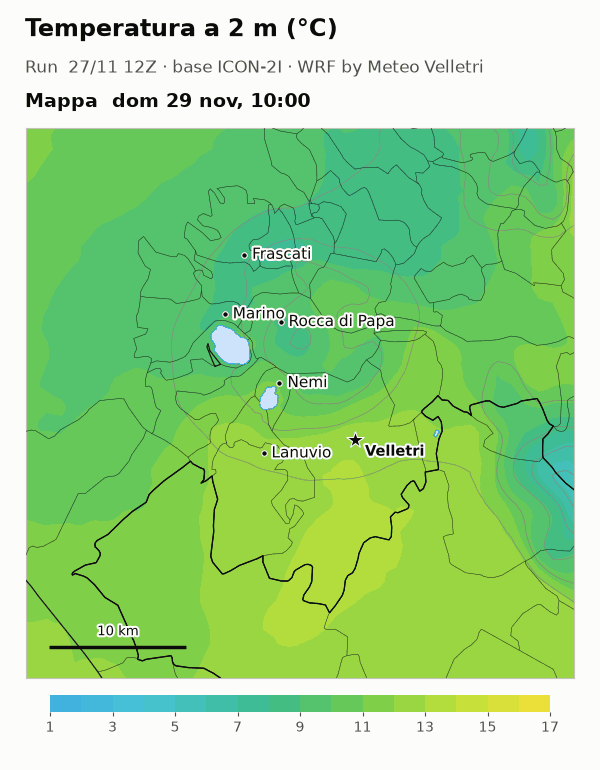 Temperatura a 2 m (°C)
Run  27/11 12Z · base ICON-2I · WRF by Meteo Velletri
Mappa  dom 29 nov, 10:00
Frascati
Marino
Rocca di Papa
Nemi
Velletri
Lanuvio
10 km
1 3 5 7 9 11 13 15 17